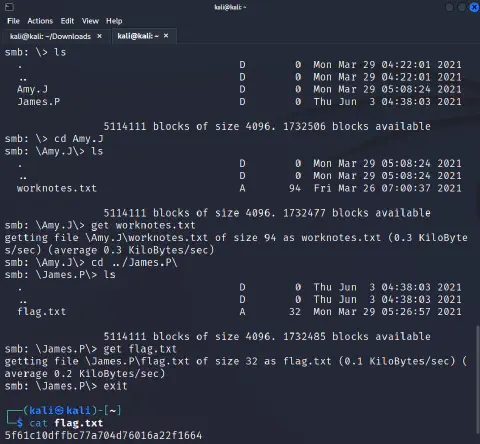 kali@kali: ~
File Actions Edit View Help
kali@kali: ~/Downloads × kali@kali: ~ ×
smb: \> ls
. D 0 Mon Mar 29 04:22:01 2021
.. D 0 Mon Mar 29 04:22:01 2021
Amy.J D 0 Mon Mar 29 05:08:24 2021
James.P D 0 Thu Jun 3 04:38:03 2021
5114111 blocks of size 4096. 1732506 blocks available
smb: \> cd Amy.J
smb: \Amy.J\> ls
. D 0 Mon Mar 29 05:08:24 2021
.. D 0 Mon Mar 29 05:08:24 2021
worknotes.txt A 94 Fri Mar 26 07:00:37 2021
5114111 blocks of size 4096. 1732477 blocks available
smb: \Amy.J\> get worknotes.txt
getting file \Amy.J\worknotes.txt of size 94 as worknotes.txt (0.3 KiloByte
s/sec) (average 0.3 KiloBytes/sec)
smb: \Amy.J\> cd ../James.P\
smb: \James.P\> ls
. D 0 Thu Jun 3 04:38:03 2021
.. D 0 Thu Jun 3 04:38:03 2021
flag.txt A 32 Mon Mar 29 05:26:57 2021
5114111 blocks of size 4096. 1732485 blocks available
smb: \James.P\> get flag.txt
getting file \James.P\flag.txt of size 32 as flag.txt (0.1 KiloBytes/sec) (
average 0.2 KiloBytes/sec)
smb: \James.P\> exit
┌──(kali㉿kali)-[~]
└─$ cat flag.txt
5f61c10dffbc77a704d76016a22f1664